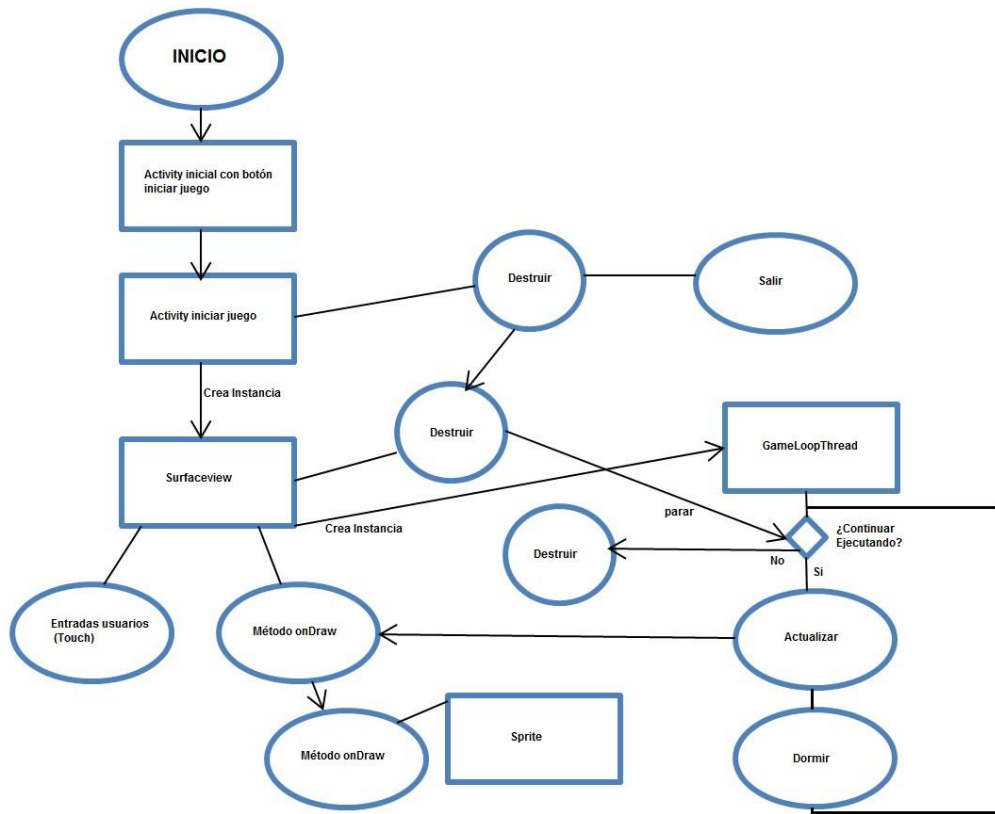 INICIO
Activity inicial con botón
iniciar juego
Destruir
Salir
Activity iniciar juego
Crea Instancia
Destruir
GameLoopThread
Surfaceview
parar
Crea Instancia
¿Continuar
Ejecutando?
Destruir
No
Si
Entradas usuarios
(Touch)
Método onDraw
Actualizar
Sprite
Método onDraw
Dormir